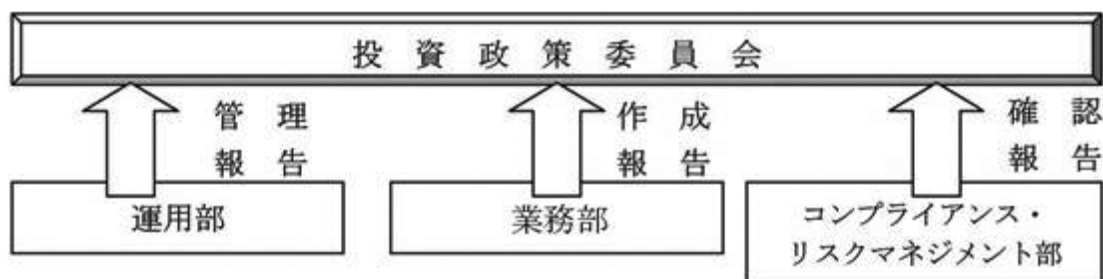 投資政策委員会
管理
報告
作成
報告
確認
報告
運用部
業務部
コンプライアンス・
リスクマネジメント部